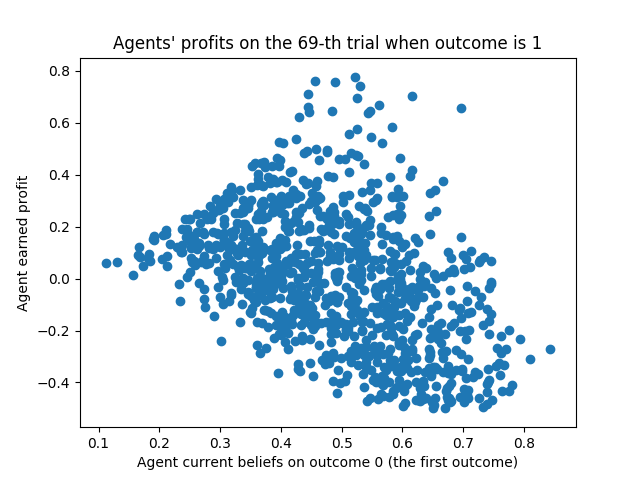 Agents' profits on the 69-th trial when outcome is 1
0.8
0.6
0.4
0.2
0.0
−0.2
−0.4
Agent earned profit
0.1 0.2 0.3 0.4 0.5 0.6 0.7 0.8
Agent current beliefs on outcome 0 (the first outcome)